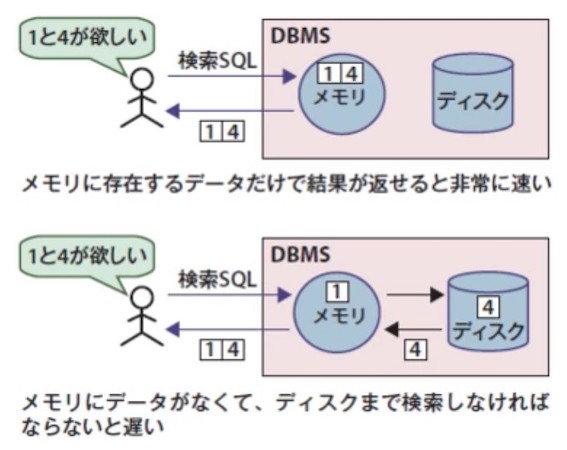 1と4が欲しい
検索SQL
1 4
DBMS
1 4
メモリ
ディスク
メモリに存在するデータだけで結果が返せると非常に速い
1と4が欲しい
検索SQL
1 4
DBMS
1
メモリ
4
4
ディスク
メモリにデータがなくて、ディスクまで検索しなければ
ならないと遅い